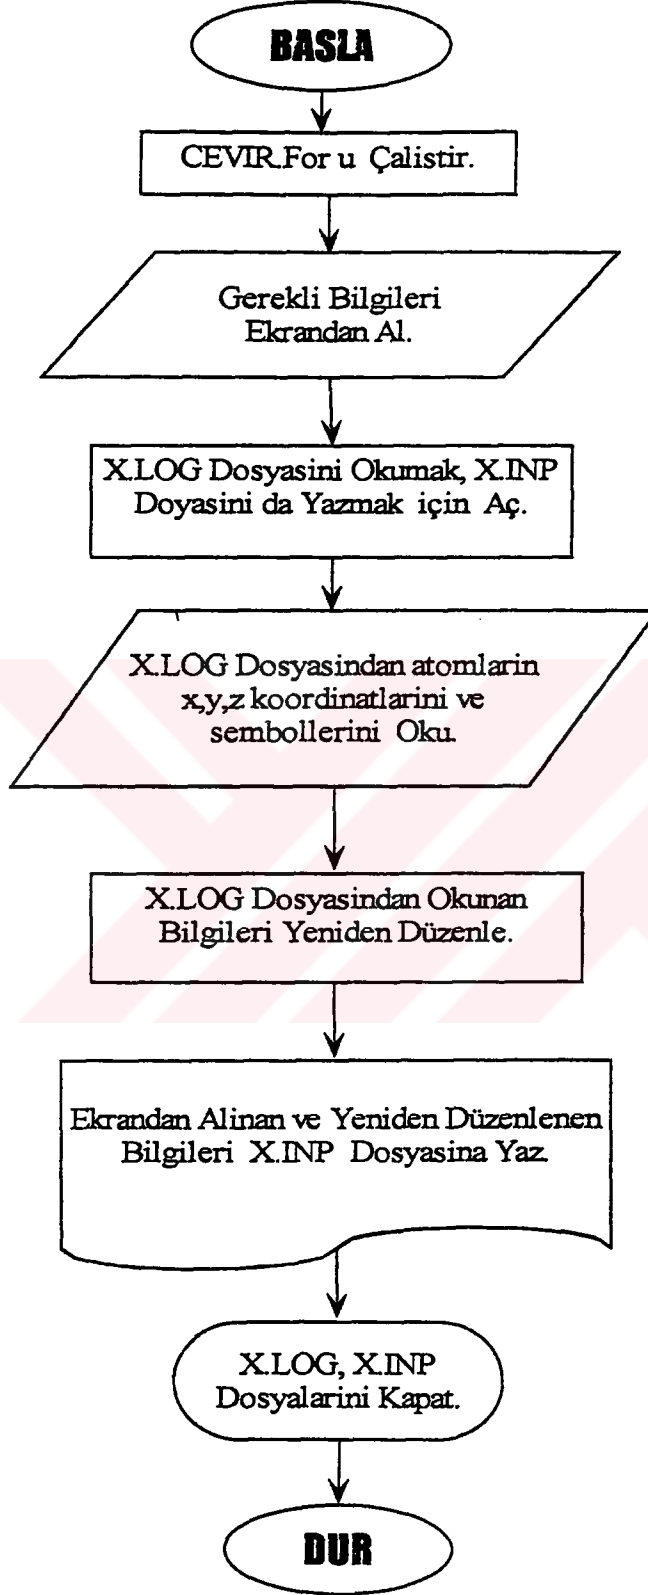 BASLA
CEVIR.For u Çalistir.
Gerekli Bilgileri
Ekrandan Al.
X.LOG Dosyasini Okumak, X.INP
Doyasini da Yazmak için Aç.
X.LOG Dosyasindan atomlarin
x,y,z koordinatlarini ve
sembollerini Oku.
X.LOG Dosyasindan Okunan
Bilgileri Yeniden Düzenle.
Ekrandan Alinan ve Yeniden Düzenlenen
Bilgileri X.INP Dosyasina Yaz.
X.LOG, X.INP
Dosyalarini Kapat.
DUR